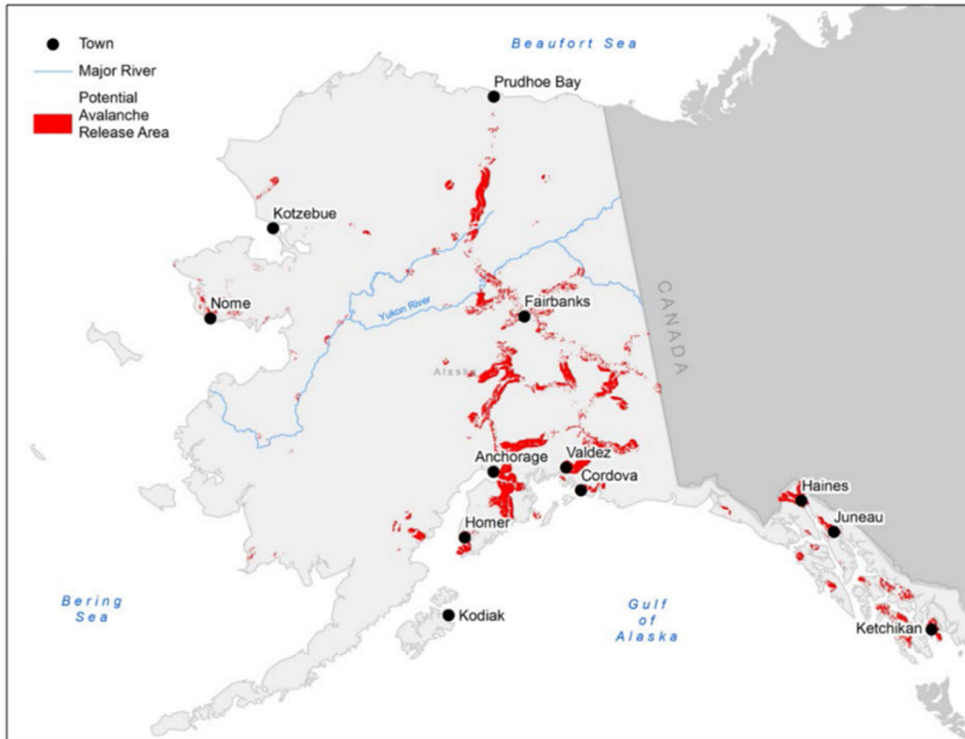 Town
Major River
Potential
Avalanche
Release Area
Beaufort Sea
Prudhoe Bay
Kotzebue
Nome
Yukon River
Fairbanks
CANADA
Alaska
Anchorage
Valdez
Cordova
Homer
Haines
Juneau
Bering
Sea
Kodiak
Gulf
of
Alaska
Ketchikan